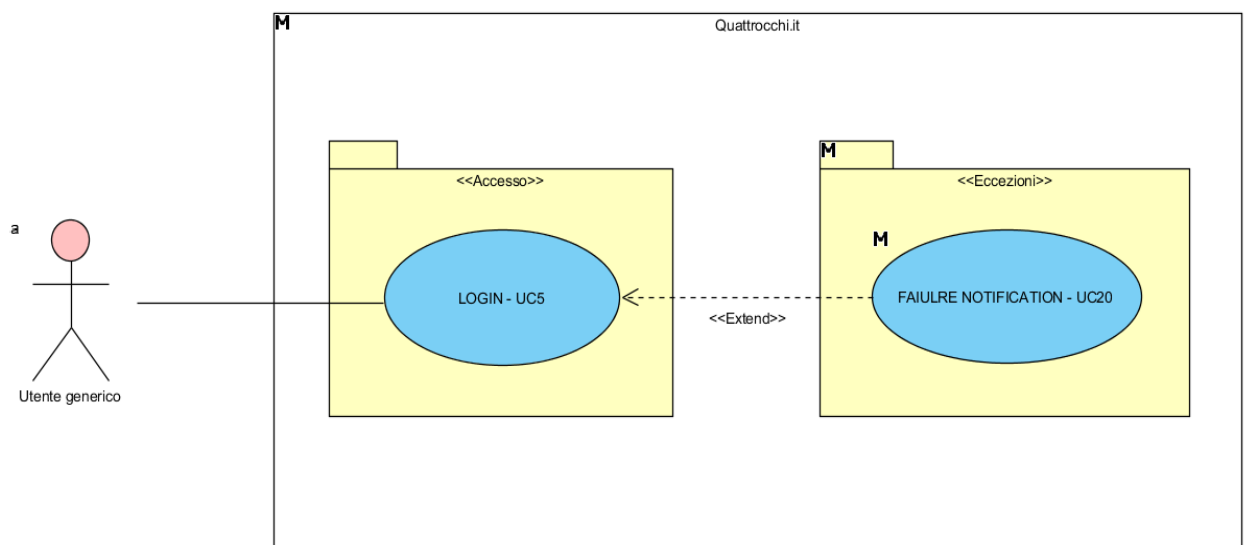 M
Quattrocchi.it
<<Accesso>>
M
<<Eccezioni>>
a
M
LOGIN - UC5
FAIULRE NOTIFICATION - UC20
<<Extend>>
Utente generico